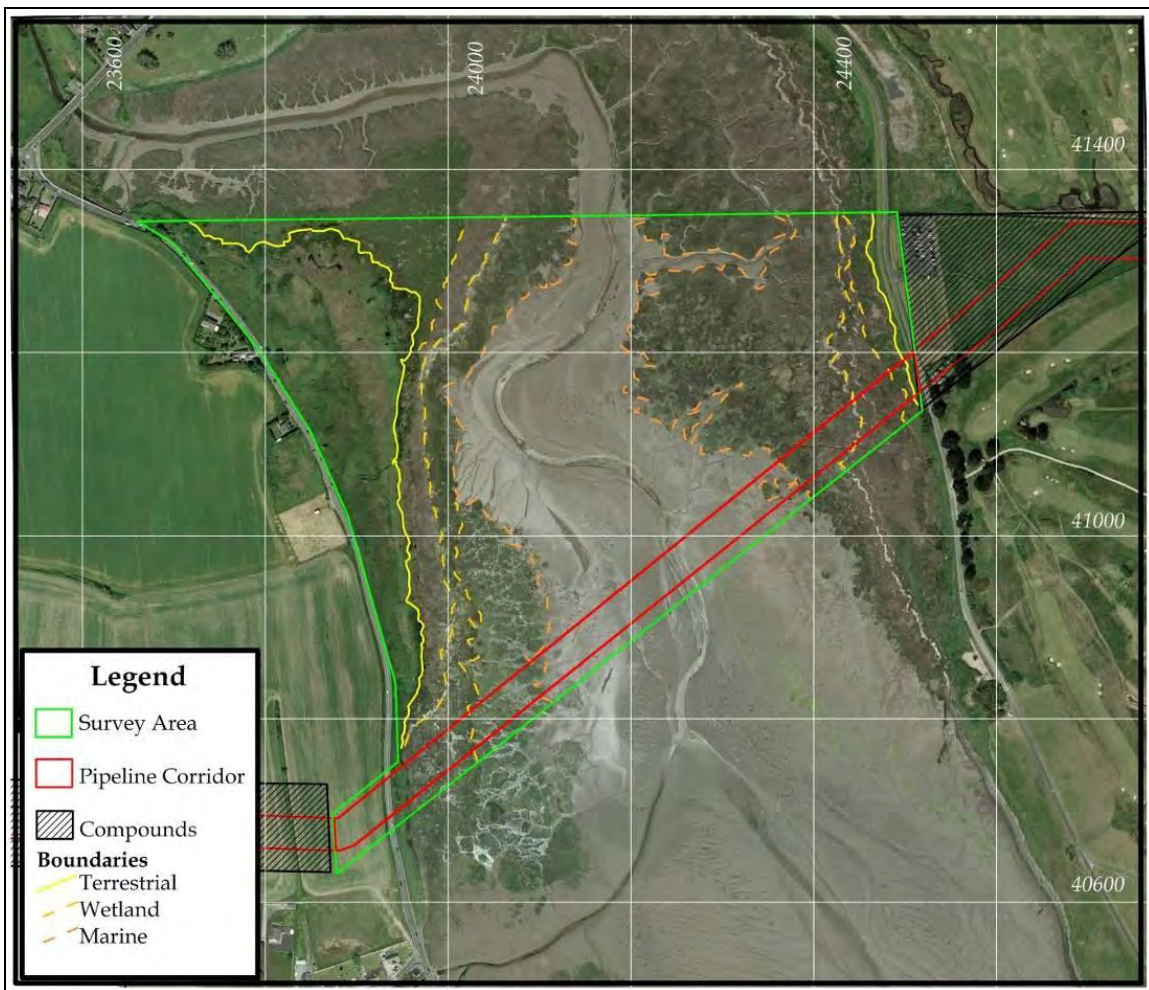 23600
24000
24400
41400
41000
40600
Legend
Survey Area
Pipeline Corridor
Compounds
Boundaries
Terrestrial
Wetland
Marine